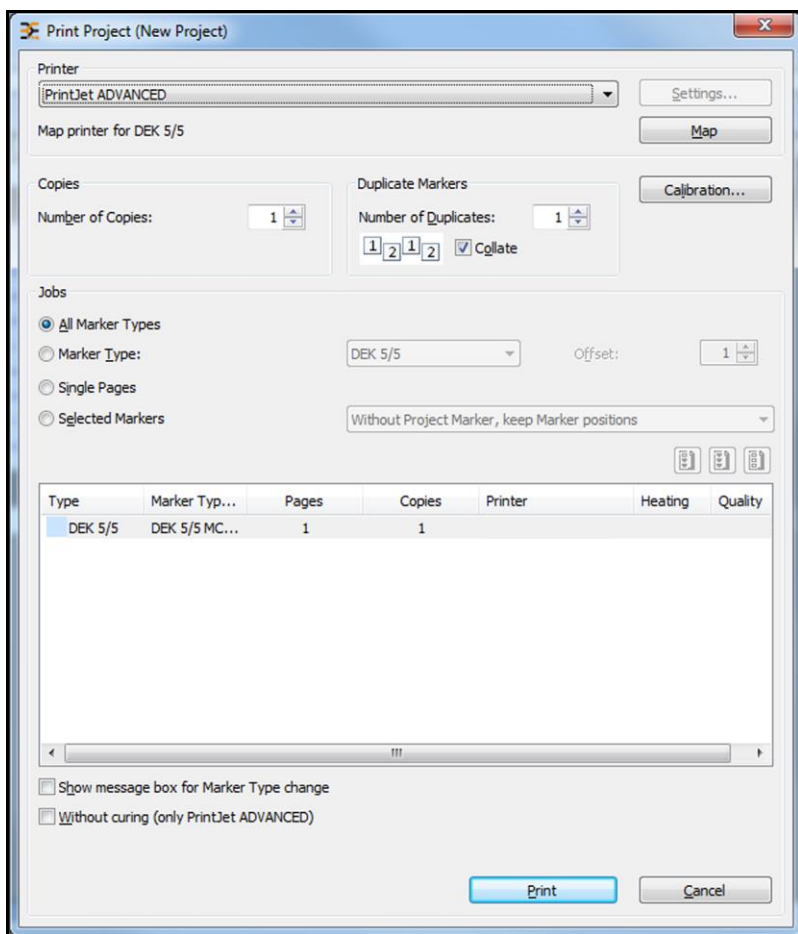 Print Project (New Project)
Printer
PrintJet ADVANCED
Settings...
Map printer for DEK 5/5
Map
Copies
Duplicate Markers
Calibration...
Number of Copies: 1
Number of Duplicates: 1
1 2 1 2 Collate
Jobs
All Marker Types
Marker Type: DEK 5/5 Offset: 1
Single Pages
Selected Markers Without Project Marker, keep Marker positions
Type Marker Typ... Pages Copies Printer Heating Quality
DEK 5/5 DEK 5/5 MC... 1 1
Show message box for Marker Type change
Without curing (only PrintJet ADVANCED)
Print Cancel